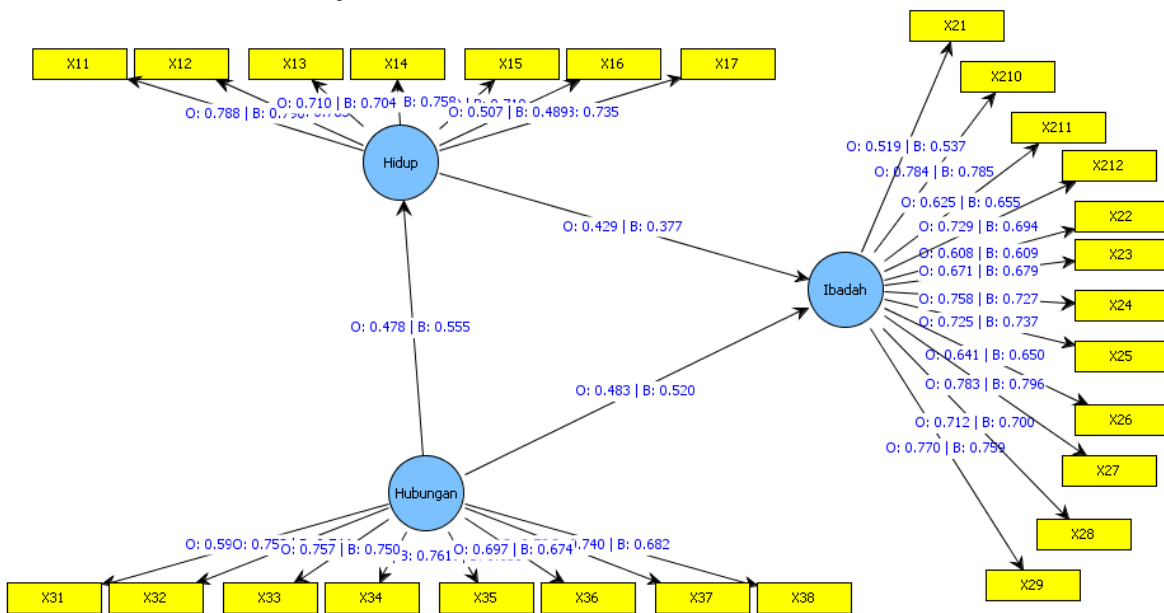 X21
X11 X12 X13 X14 X15 X16 X17
X210
O: 0.788 | B:
O: 0.710 | B: 0.704
B: 0.758
O: 0.507 | B: 0.489
0.735
X211
O: 0.519 | B: 0.537
Hidup
X212
O: 0.784 | B: 0.785
O: 0.625 | B: 0.655
X22
O: 0.429 | B: 0.377
O: 0.729 | B: 0.694
O: 0.608 | B: 0.609
X23
O: 0.671 | B: 0.679
Ibadah
O: 0.758 | B: 0.727
X24
O: 0.725 | B: 0.737
O: 0.478 | B: 0.555
O: 0.641 | B: 0.650
X25
O: 0.483 | B: 0.520
O: 0.783 | B: 0.796
X26
O: 0.712 | B: 0.700
O: 0.770 | B: 0.759
X27
Hubungan
X28
O: 0.757 | B: 0.750
B: 0.761
O: 0.697 | B: 0.674
0.740 | B: 0.682
X29
X31 X32 X33 X34 X35 X36 X37 X38